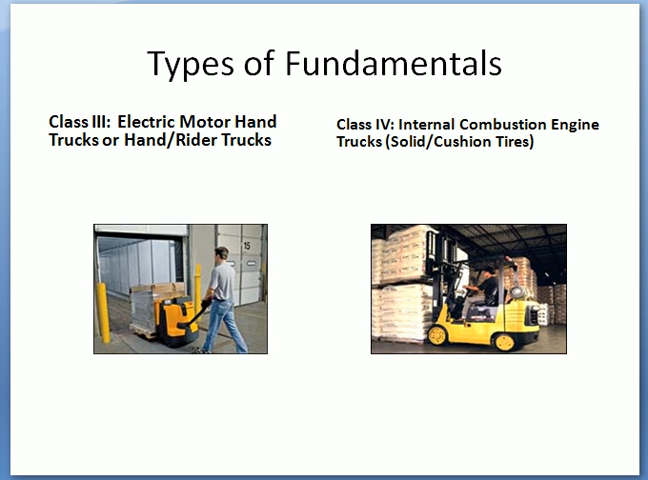 Types of Fundamentals
Class III: Electric Motor Hand
Trucks or Hand/Rider Trucks
Class IV: Internal Combustion Engine
Trucks (Solid/Cushion Tires)
15